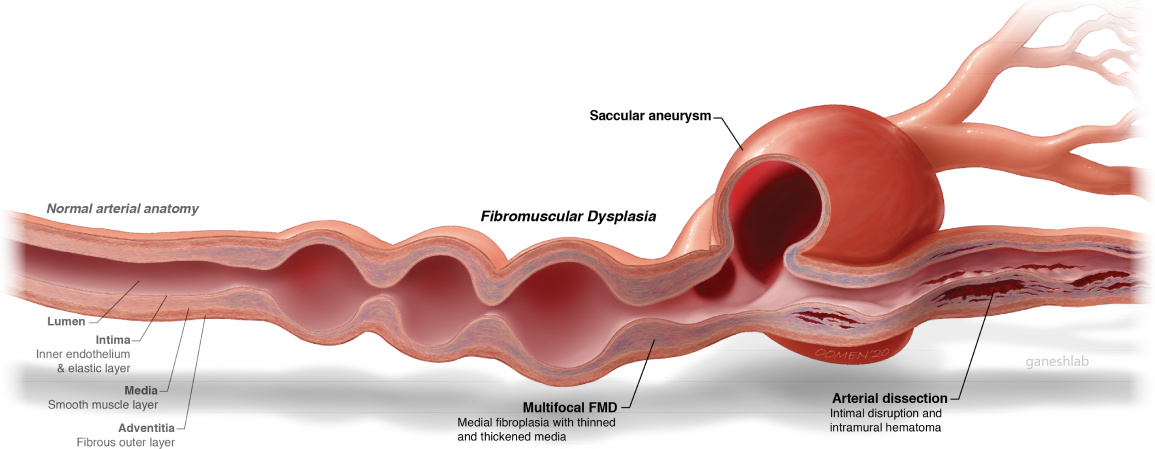 Saccular aneurysm
Normal arterial anatomy
Fibromuscular Dysplasia
Lumen
Intima
Inner endothelium
& elastic layer
Media
Smooth muscle layer
Adventitia
Fibrous outer layer
Multifocal FMD
Medial fibroplasia with thinned
and thickened media
OOMEN '20
ganeshlab
Arterial dissection
Intimal disruption and
intramural hematoma